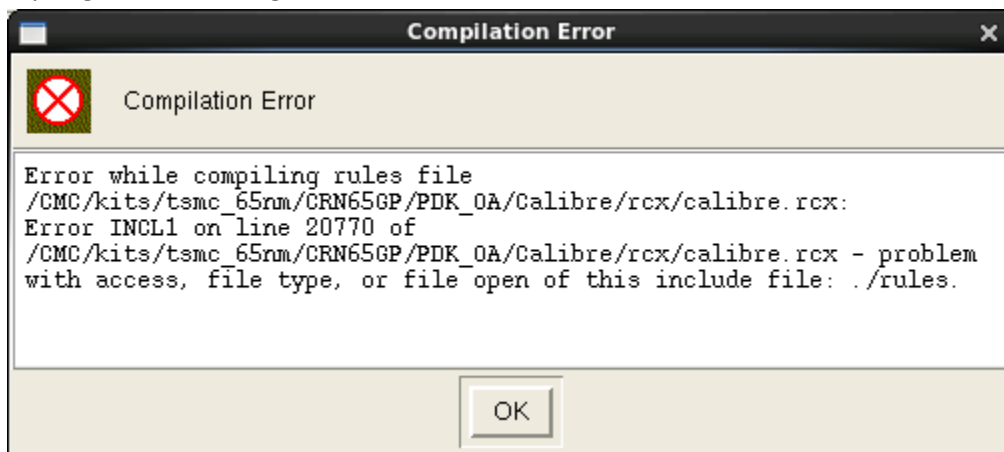 Compilation Error
Compilation Error
Error while compiling rules file
/CMC/kits/tsmc_65nm/CRN65GP/PDK_OA/Calibre/rcx/calibre.rcx:
Error INCL1 on line 20770 of
/CMC/kits/tsmc_65nm/CRN65GP/PDK_OA/Calibre/rcx/calibre.rcx - problem
with access, file type, or file open of this include file: ./rules.
OK